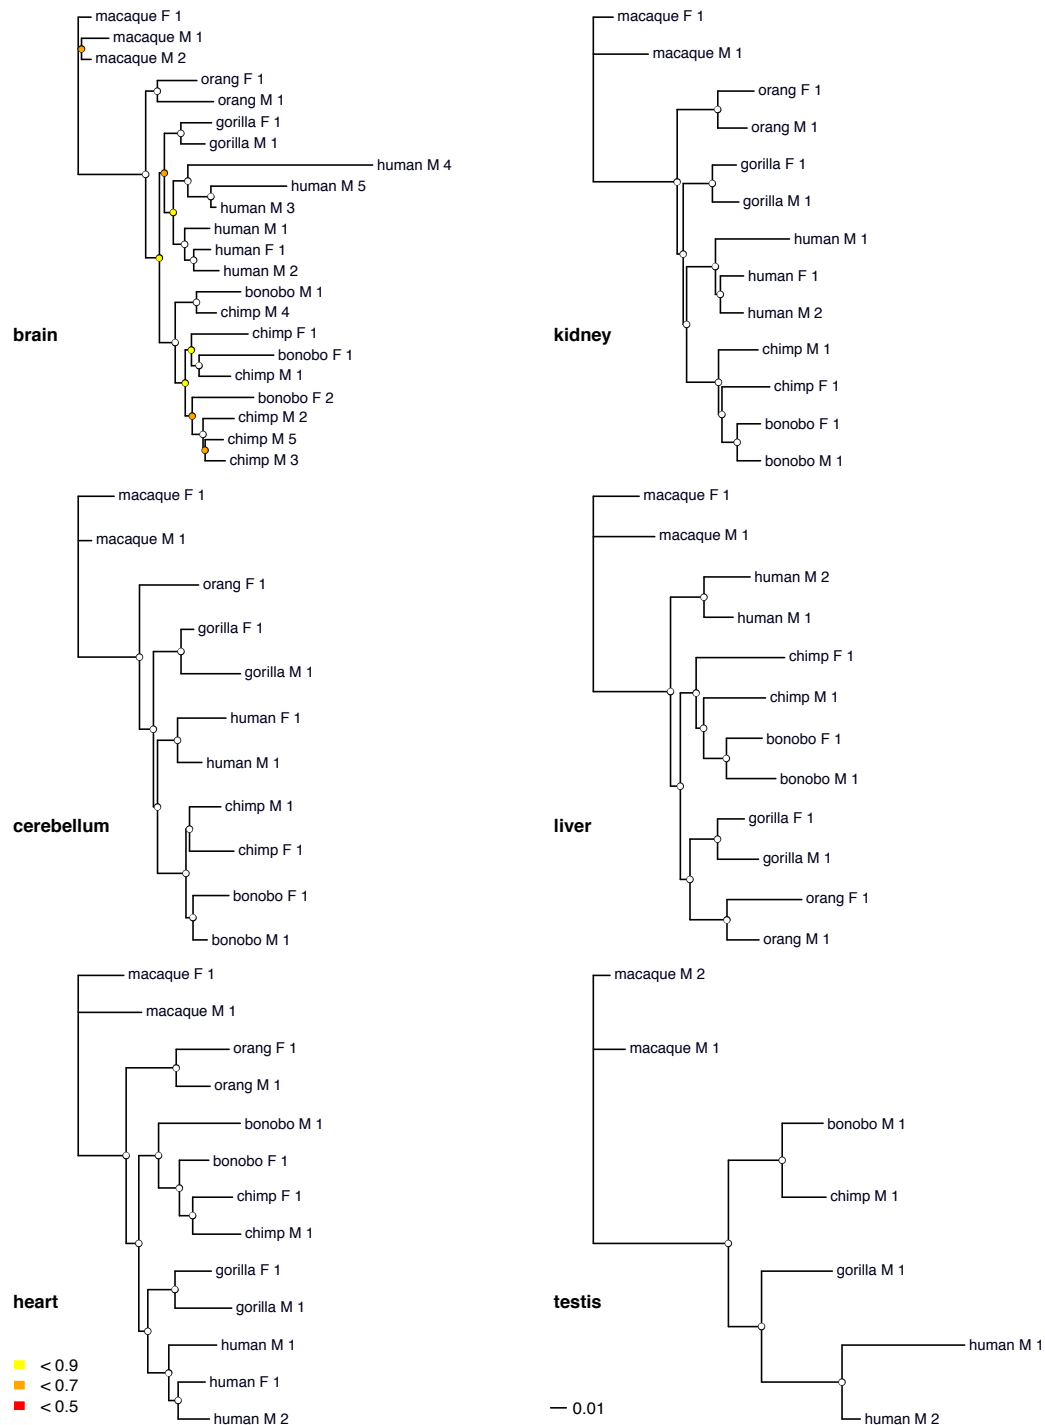 macaque F 1
macaque M 1
macaque M 2
orang F 1
orang M 1
gorilla F 1
gorilla M 1
human M 4
human M 5
human M 3
human M 1
human F 1
human M 2
bonobo M 1
chimp M 4
chimp F 1
bonobo F 1
chimp M 1
bonobo F 2
chimp M 2
chimp M 5
chimp M 3
brain
macaque F 1
macaque M 1
orang F 1
orang M 1
gorilla F 1
gorilla M 1
human M 1
human F 1
human M 2
chimp M 1
chimp F 1
bonobo F 1
bonobo M 1
kidney
macaque F 1
macaque M 1
orang F 1
gorilla F 1
gorilla M 1
human F 1
human M 1
chimp M 1
chimp F 1
bonobo F 1
bonobo M 1
cerebellum
macaque F 1
macaque M 1
human M 2
human M 1
chimp F 1
chimp M 1
bonobo F 1
bonobo M 1
gorilla F 1
gorilla M 1
orang F 1
orang M 1
liver
macaque F 1
macaque M 1
orang F 1
orang M 1
bonobo M 1
bonobo F 1
chimp F 1
chimp M 1
gorilla F 1
gorilla M 1
human M 1
human F 1
human M 2
heart
< 0.9
< 0.7
< 0.5
macaque M 2
macaque M 1
bonobo M 1
chimp M 1
gorilla M 1
human M 1
human M 2
testis
0.01